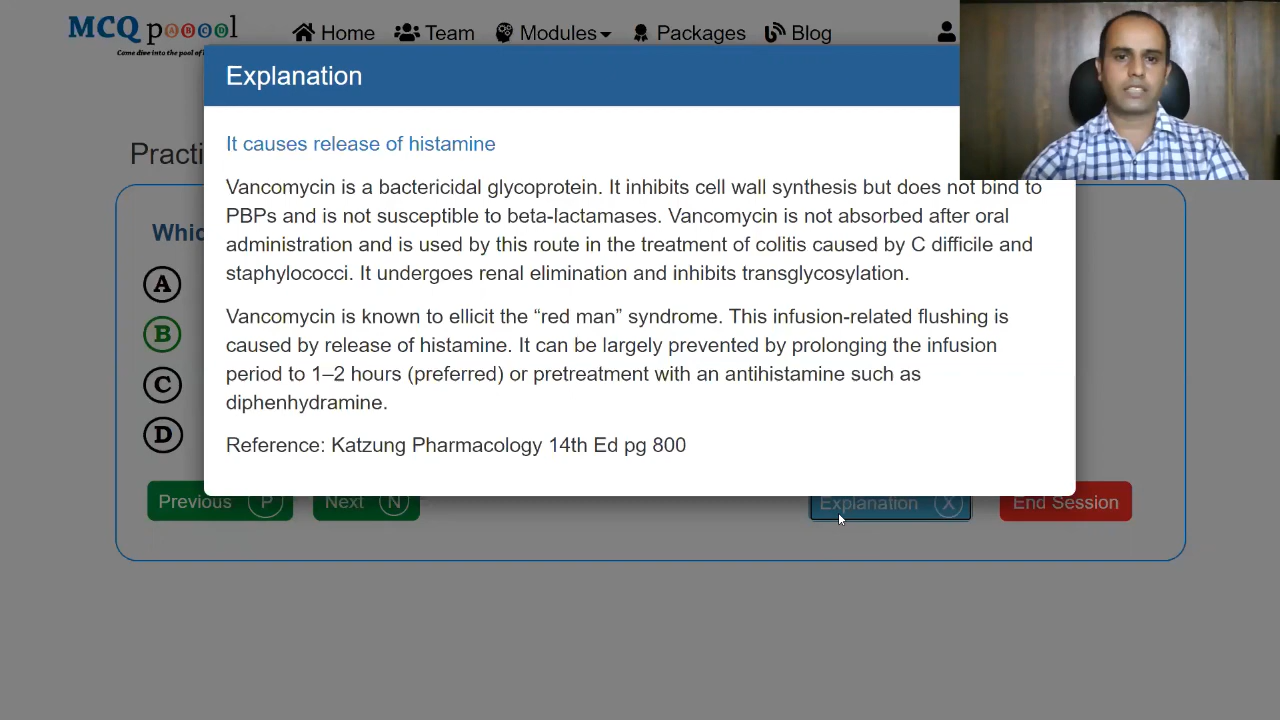 MCQ pooool
Home Team Modules Packages Blog
Explanation
It causes release of histamine
Practi
Vancomycin is a bactericidal glycoprotein. It inhibits cell wall synthesis but does not bind to
PBPs and is not susceptible to beta-lactamases. Vancomycin is not absorbed after oral
Whic
administration and is used by this route in the treatment of colitis caused by C difficile and
staphylococci. It undergoes renal elimination and inhibits transglycosylation.
A
Vancomycin is known to ellicit the “red man” syndrome. This infusion-related flushing is
B
caused by release of histamine. It can be largely prevented by prolonging the infusion
period to 1–2 hours (preferred) or pretreatment with an antihistamine such as
C
diphenhydramine.
D
Reference: Katzung Pharmacology 14th Ed pg 800
Previous P Next N Explanation X End Session